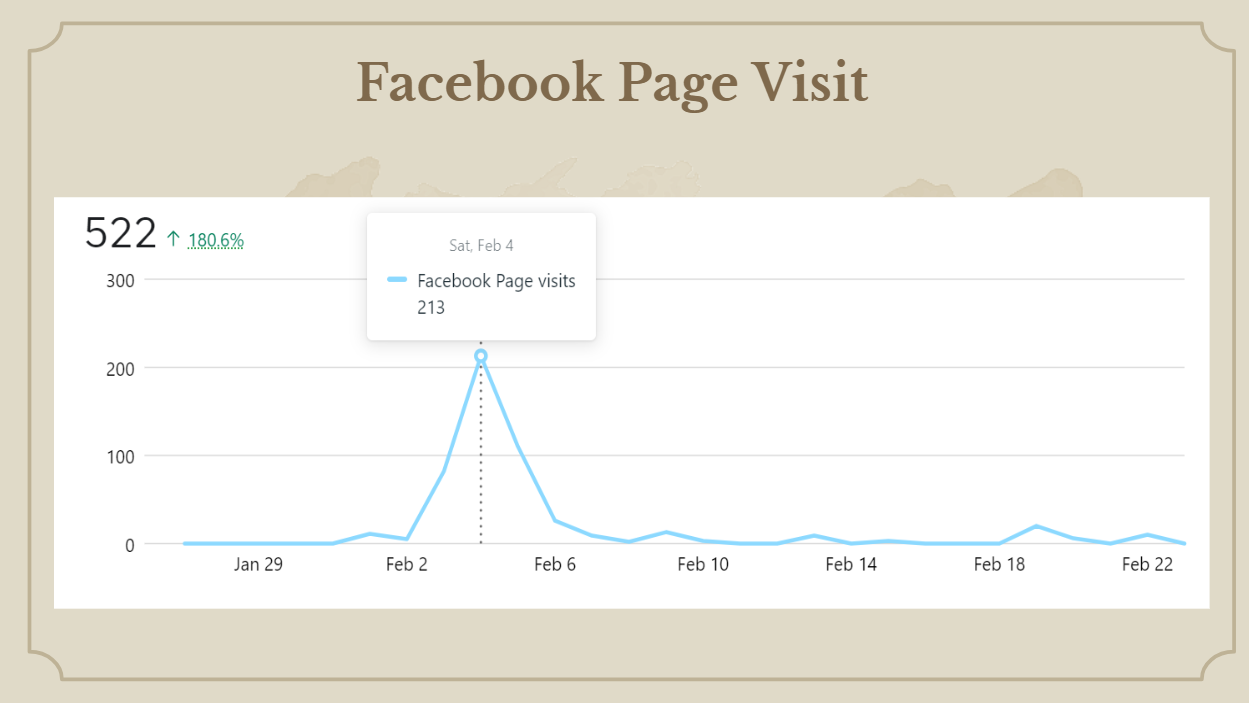 Facebook Page Visit
522 ↑ 180.6%
Sat, Feb 4
Facebook Page visits
213
300
200
100
0
Jan 29 Feb 2 Feb 6 Feb 10 Feb 14 Feb 18 Feb 22